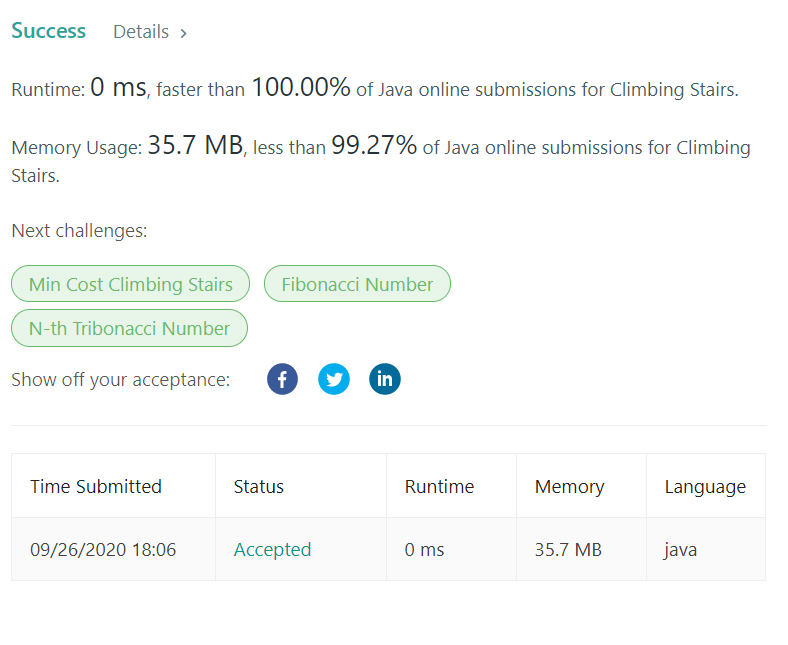 Success Details >
Runtime: 0 ms, faster than 100.00% of Java online submissions for Climbing Stairs.
Memory Usage: 35.7 MB, less than 99.27% of Java online submissions for Climbing
Stairs.
Next challenges:
Min Cost Climbing Stairs Fibonacci Number
N-th Tribonacci Number
Show off your acceptance: f in
Time Submitted Status Runtime Memory Language
09/26/2020 18:06 Accepted 0 ms 35.7 MB java